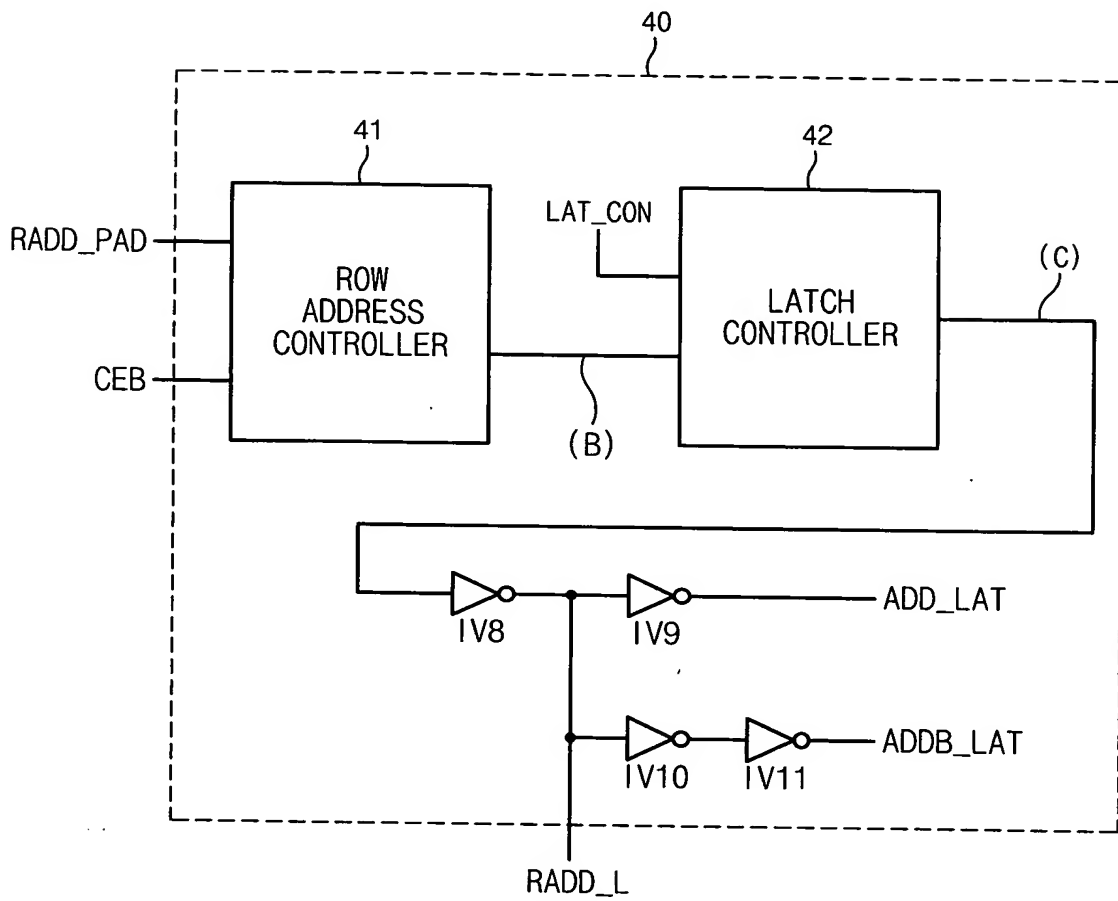 40
41
42
RADD_PAD
LAT_CON
(C)
ROW
ADDRESS
CONTROLLER
LATCH
CONTROLLER
CEB
(B)
IV8
IV9
ADD_LAT
IV10
IV11
ADDB_LAT
RADD_L